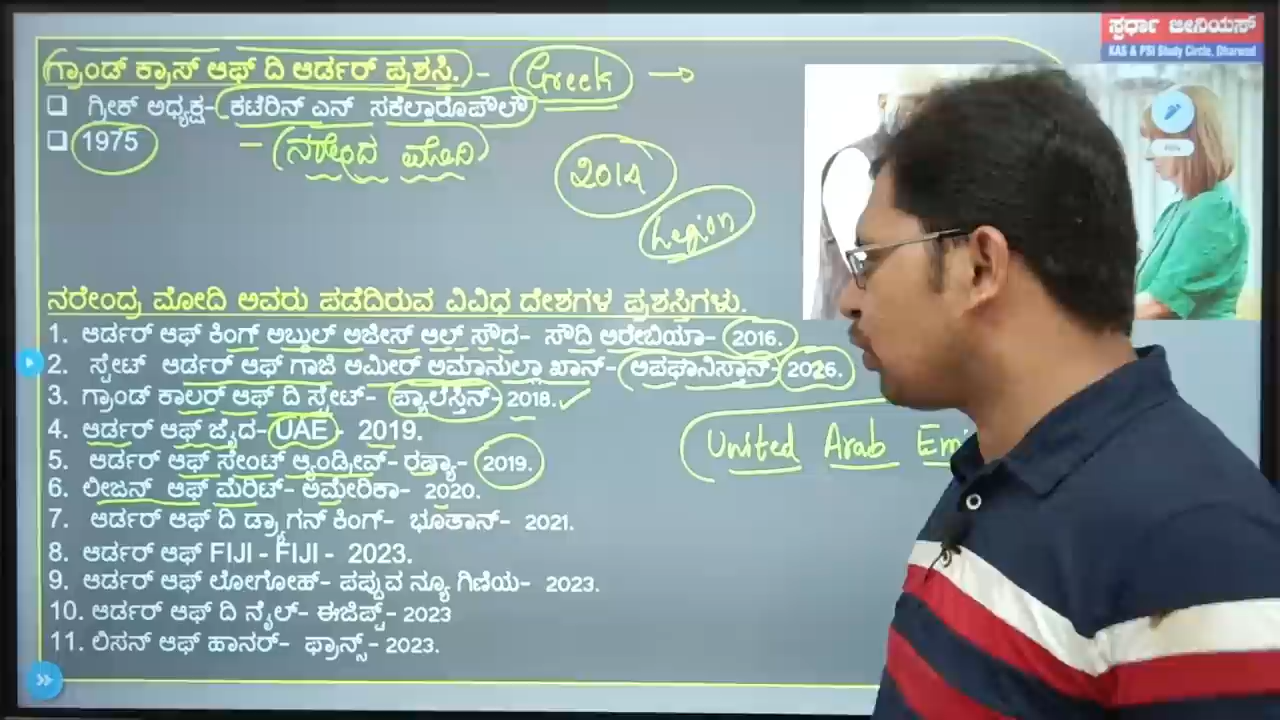 ಸ್ಪರ್ಧಾ ಜೀನಿಯಸ್
KAS & PSI Study Circle, Dharwad
ಗ್ರಾಂಡ್ ಕ್ರಾಸ್ ಆಫ್ ದಿ ಆರ್ಡರ್ ಪ್ರಶಸ್ತಿ. - Greek →
❑ ಗ್ರೀಕ್ ಅಧ್ಯಕ್ಷ- ಕಟೆರಿನ್ ಎನ್ ಸಕೆಲ್ಲಾರೊಪೌಲೌ
❑ 1975 - (ನರೇಂದ್ರ ಮೋದಿ)
2014
Legion
ನರೇಂದ್ರ ಮೋದಿ ಅವರು ಪಡೆದಿರುವ ವಿವಿಧ ದೇಶಗಳ ಪ್ರಶಸ್ತಿಗಳು.
1. ಆರ್ಡರ್ ಆಫ್ ಕಿಂಗ್ ಅಬ್ದುಲ್ ಅಜೀಸ್ ಆಲ್ ಸೌದ- ಸೌದಿ ಅರೇಬಿಯಾ- 2016.
2. ಸ್ಟೇಟ್ ಆರ್ಡರ್ ಆಫ್ ಗಾಜಿ ಅಮೀರ್ ಅಮಾನುಲ್ಲಾ ಖಾನ್- ಅಫಘಾನಿಸ್ತಾನ್- 2026.
3. ಗ್ರಾಂಡ್ ಕಾಲರ್ ಆಫ್ ದಿ ಸ್ಟೇಟ್- ಪ್ಯಾಲೆಸ್ತಿನ್- 2018. ✓
4. ಆರ್ಡರ್ ಆಫ್ ಜೈದ- UAE - 2019.
United Arab Emi
5. ಆರ್ಡರ್ ಆಫ್ ಸೇಂಟ್ ಆ್ಯಂಡ್ರೀವ್- ರಷ್ಯಾ- 2019.
6. ಲೀಜನ್ ಆಫ್ ಮೆರಿಟ್- ಅಮೇರಿಕಾ- 2020.
7. ಆರ್ಡರ್ ಆಫ್ ದಿ ಡ್ರ್ಯಾಗನ್ ಕಿಂಗ್- ಭೂತಾನ್- 2021.
8. ಆರ್ಡರ್ ಆಫ್ FIJI - FIJI - 2023.
9. ಆರ್ಡರ್ ಆಫ್ ಲೋಗೋಹ್- ಪಪ್ಪುವ ನ್ಯೂ ಗಿಣಿಯ- 2023.
10. ಆರ್ಡರ್ ಆಫ್ ದಿ ನೈಲ್- ಈಜಿಪ್ಟ್- 2023
11. ಲಿಸನ್ ಆಫ್ ಹಾನರ್- ಫ್ರಾನ್ಸ್- 2023.